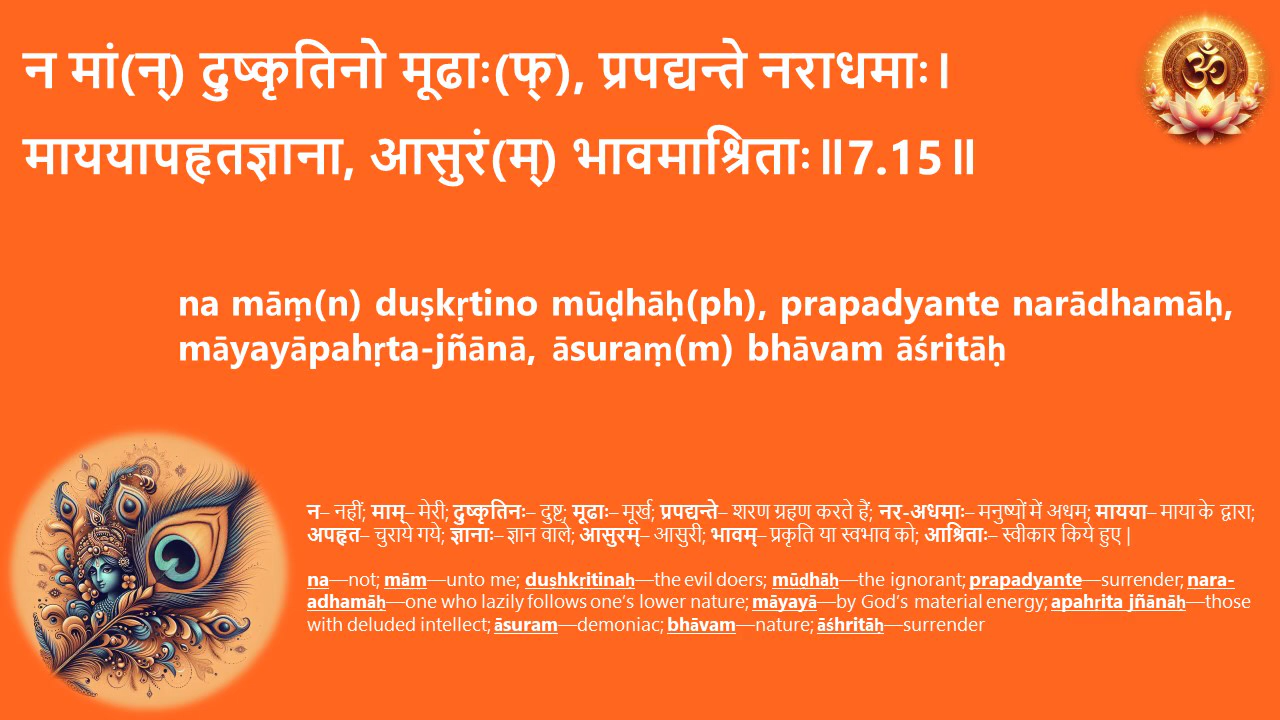 न मां(न्) दुष्कृतिनो मूढाः(फ्), प्रपद्यन्ते नराधमाः।
माययापहृतज्ञाना, आसुरं(म्) भावमाश्रिताः॥7.15॥
ॐ
na māṃ(n) duṣkṛtino mūḍhāḥ(ph), prapadyante narādhamāḥ,
māyayāpahṛta-jñānā, āsuraṃ(m) bhāvam āśritāḥ
न– नहीं; माम्– मेरी; दुष्कृतिनः– दुष्ट; मूढाः– मूर्ख; प्रपद्यन्ते– शरण ग्रहण करते हैं; नर-अधमाः– मनुष्यों में अधम; मायया– माया के द्वारा;
अपहृत– चुराये गये; ज्ञानाः– ज्ञान वाले; आसुरम्– आसुरी; भावम्– प्रकृति या स्वभाव को; आश्रिताः– स्वीकार किये हुए |
na—not; mām—unto me; duṣhkṛitinaḥ—the evil doers; mūḍhāḥ—the ignorant; prapadyante—surrender; nara-
adhamāḥ—one who lazily follows one's lower nature; māyayā—by God's material energy; apahṛita jñānāḥ—those
with deluded intellect; āsuram—demoniac; bhāvam—nature; āśhritāḥ—surrender